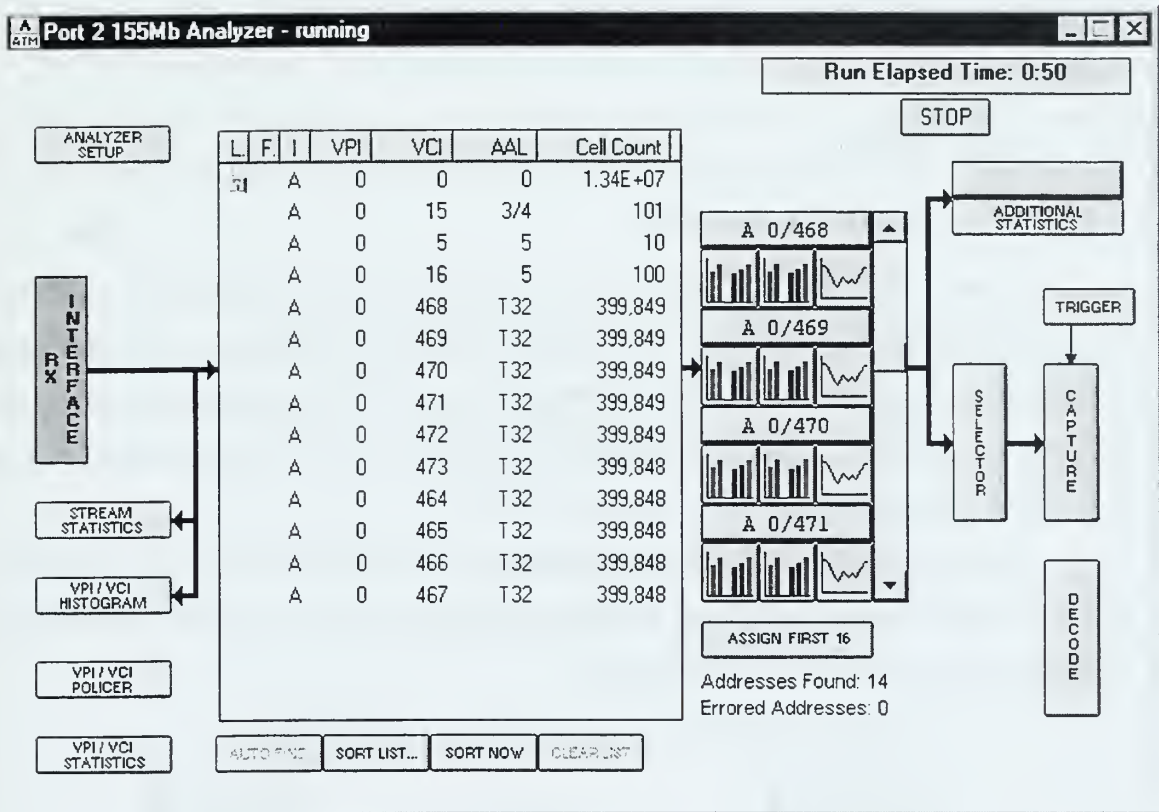 A ATM Port 2 155Mb Analyzer - running
Run Elapsed Time: 0:50
STOP
ANALYZER
SETUP
L. F. I VPI VCI AAL Cell Count
A 0 0 0 1.34E+07
A 0 15 3/4 101
A 0 5 5 10
A 0 16 5 100
A 0 468 T32 399,849
A 0 469 T32 399,849
A 0 470 T32 399,849
A 0 471 T32 399,849
A 0 472 T32 399,849
A 0 473 T32 399,848
A 0 464 T32 399,848
A 0 465 T32 399,848
A 0 466 T32 399,848
A 0 467 T32 399,848
RX INTERFACE
STREAM
STATISTICS
VPI / VCI
HISTOGRAM
VPI / VCI
POLICER
VPI / VCI
STATISTICS
A 0/468
A 0/469
A 0/470
A 0/471
ASSIGN FIRST 16
Addresses Found: 14
Errored Addresses: 0
ADDITIONAL
STATISTICS
TRIGGER
SELECTOR
CAPTURE
DECODE
AUTO FIND SORT LIST... SORT NOW CLEAR LIST